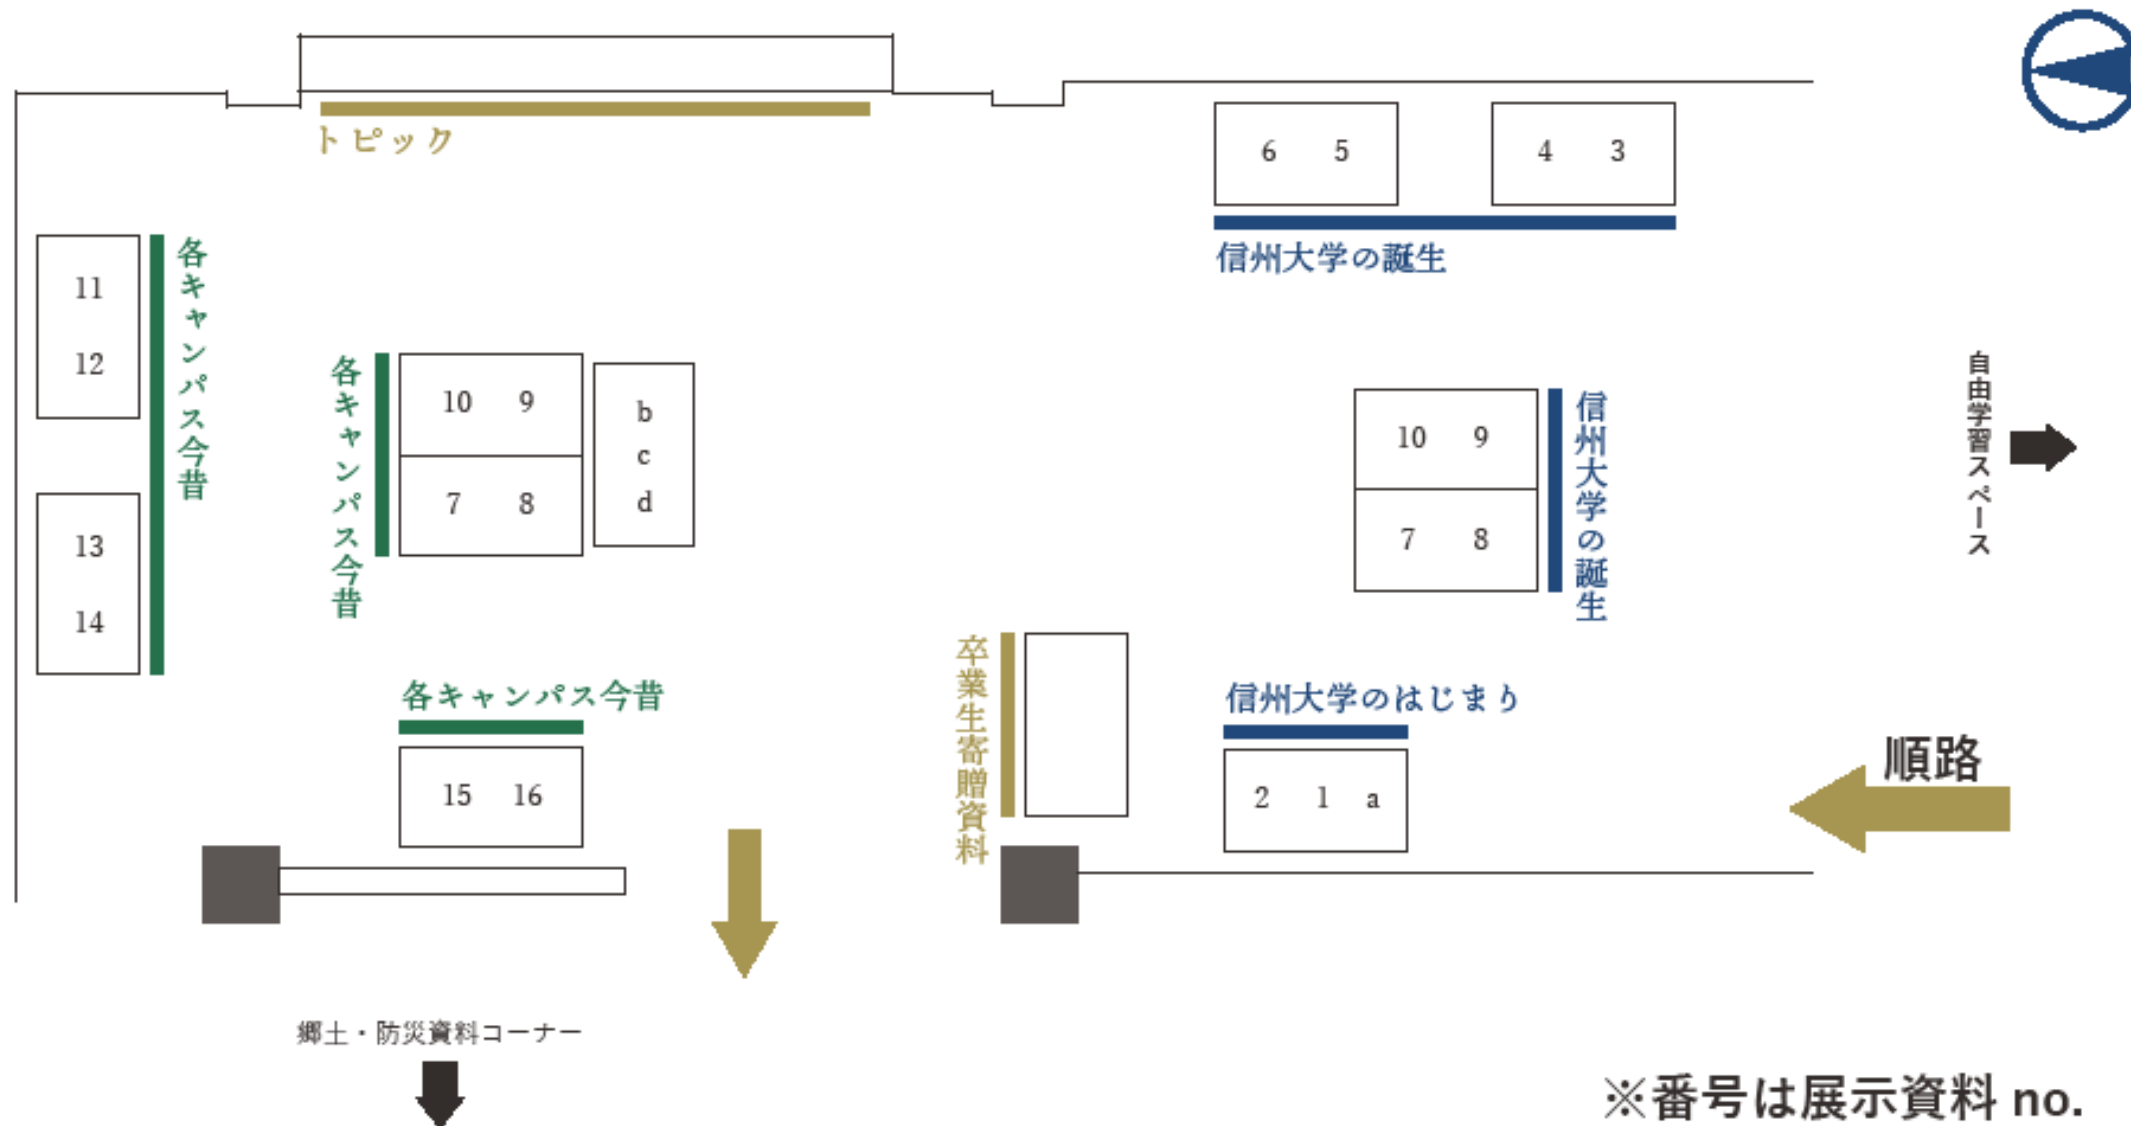 トピック
6 5
4 3
信州大学の誕生
各キャンパス今昔
11
12
13
14
各キャンパス今昔
10 9
7 8
b
c
d
10 9
7 8
信州大学の誕生
自由学習スペース
卒業生寄贈資料
各キャンパス今昔
15 16
信州大学のはじまり
2 1 a
順路
郷土・防災資料コーナー
※番号は展示資料 no.